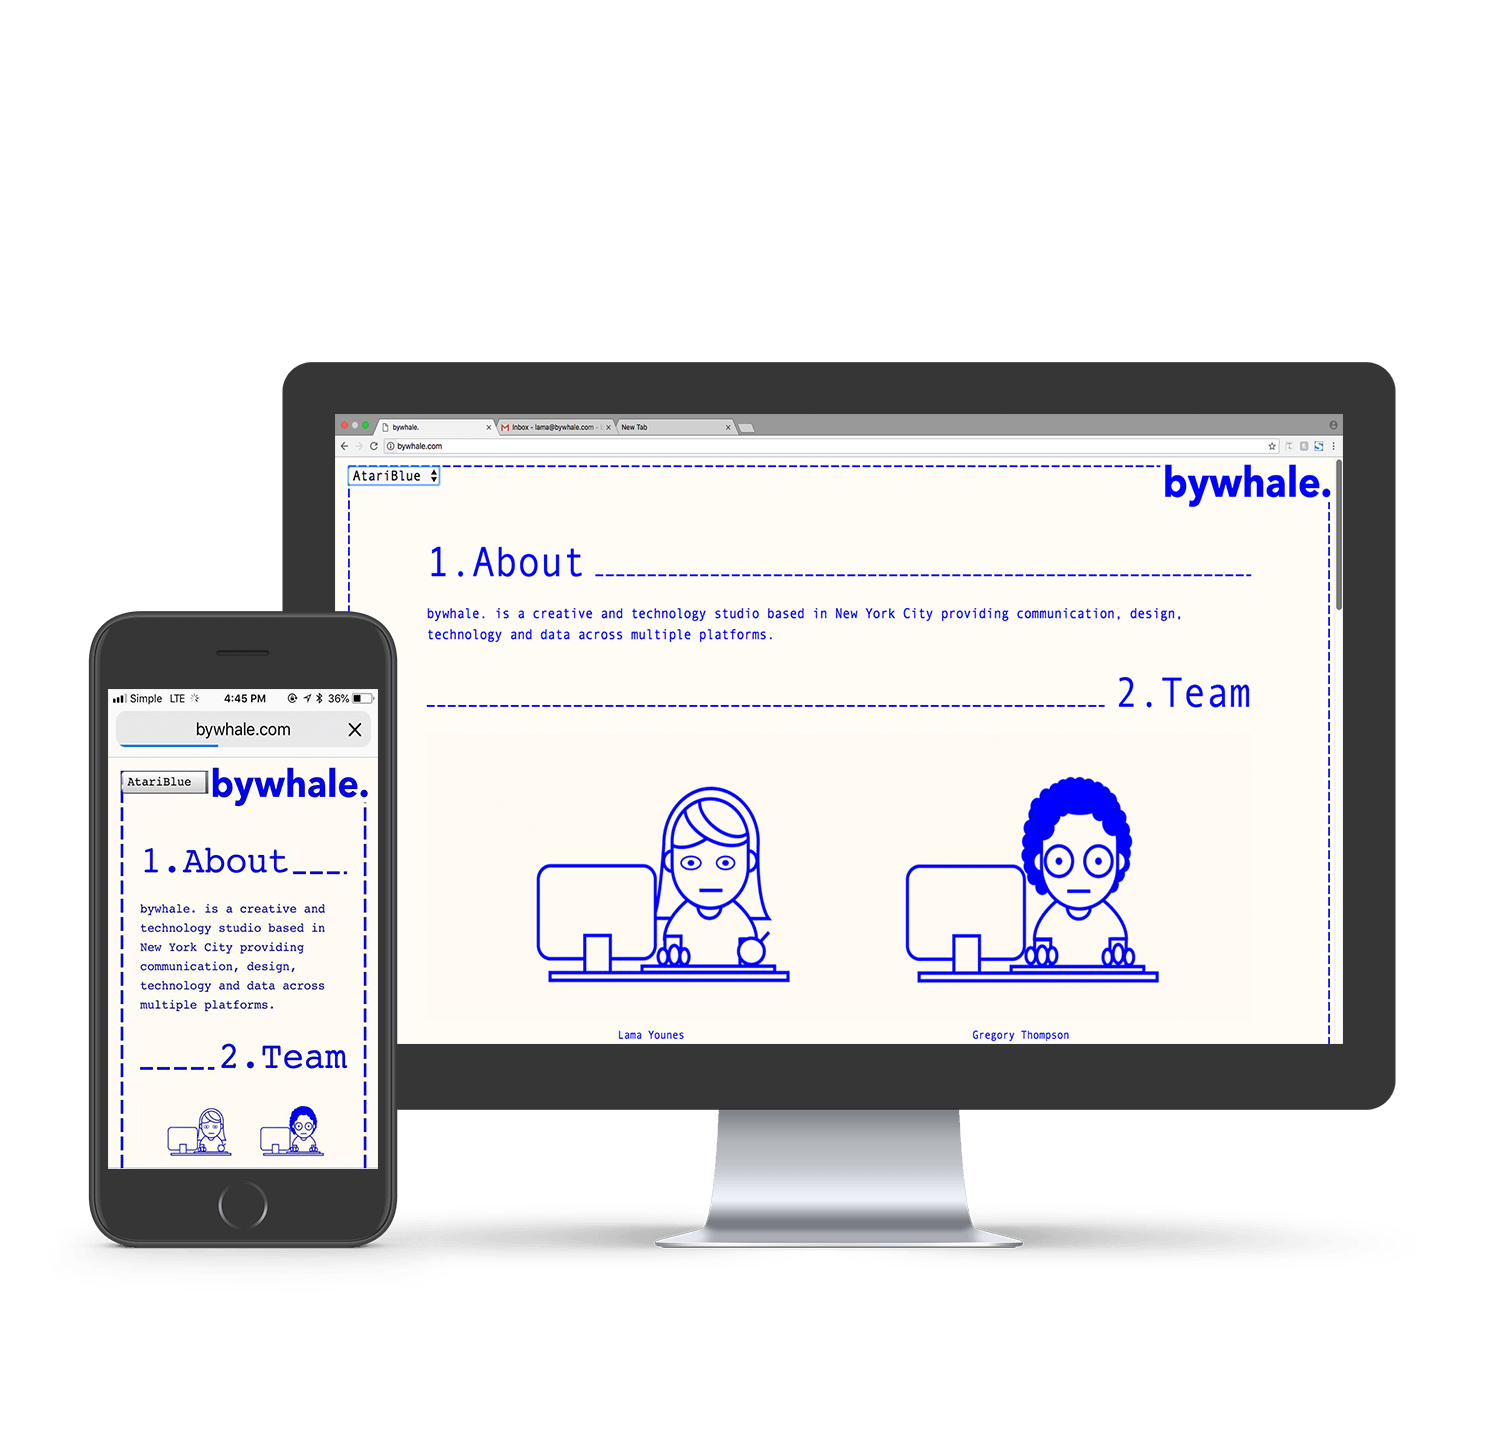 bywhale.
Inbox - lama@bywhale.com -
New Tab
bywhale.com
AtariBlue
bywhale.
1.About
bywhale. is a creative and technology studio based in New York City providing communication, design,
technology and data across multiple platforms.
2.Team
Lama Younes
Gregory Thompson
Simple LTE 4:45 PM 36%
bywhale.com
AtariBlue
bywhale.
1.About
bywhale. is a creative and
technology studio based in
New York City providing
communication, design,
technology and data across
multiple platforms.
2.Team